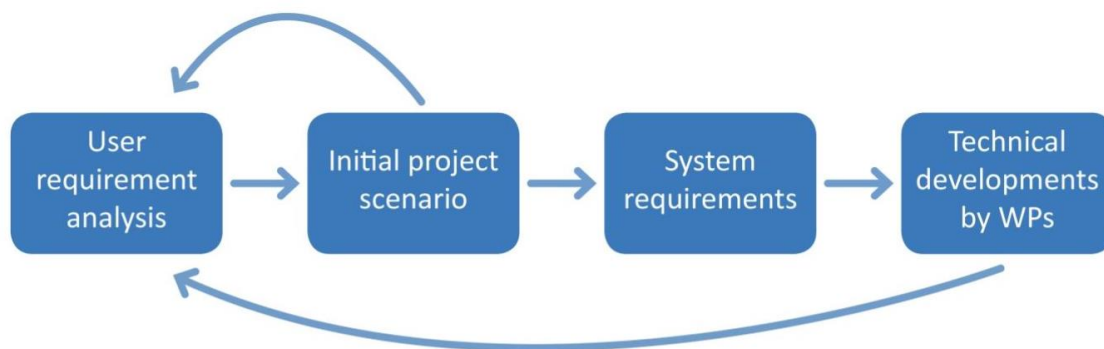 User
requirement
analysis
Initial project
scenario
System
requirements
Technical
developments
by WPs